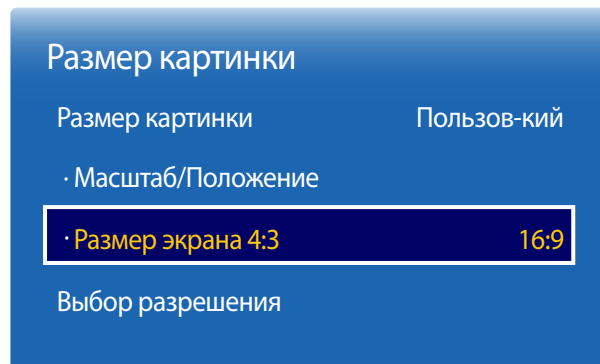 Размер картинки
Размер картинки Пользов-кий
· Масштаб/Положение
· Размер экрана 4:3 16:9
Выбор разрешения